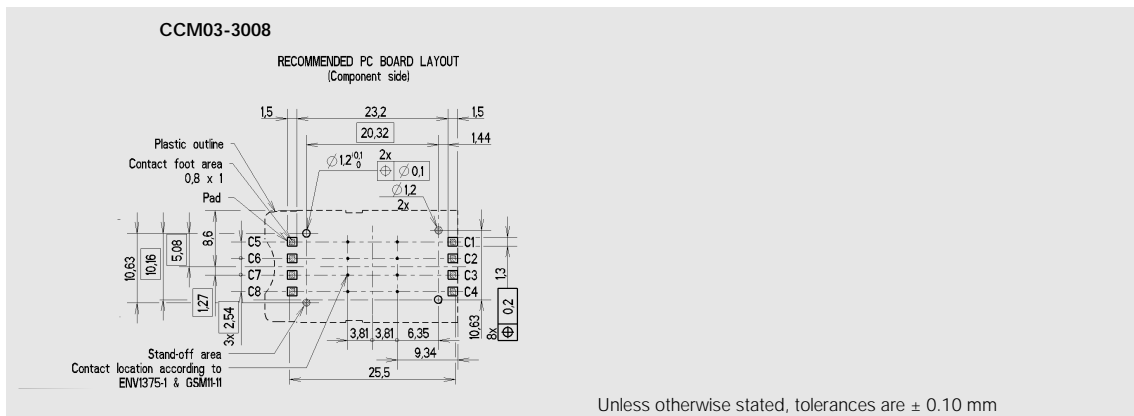 CCM03-3008
RECOMMENDED PC BOARD LAYOUT
(Component side)
1,5
23,2
1,5
20,32
1,44
Plastic outline
Ø1,2 +0,1 0
2x
Ø 0,1
Contact foot area
0,8 x 1
Ø1,2
2x
Pad
10,63
10,16
5,08
8,6
C5
C1
C6
C2
C7
C3
C8
C4
1,27
3x 2,54
1,3
8x
0,2
10,63
3,81
3,81
6,35
9,34
25,5
Stand-off area
Contact location according to
ENV1375-1 & GSM11-11
Unless otherwise stated, tolerances are ± 0.10 mm